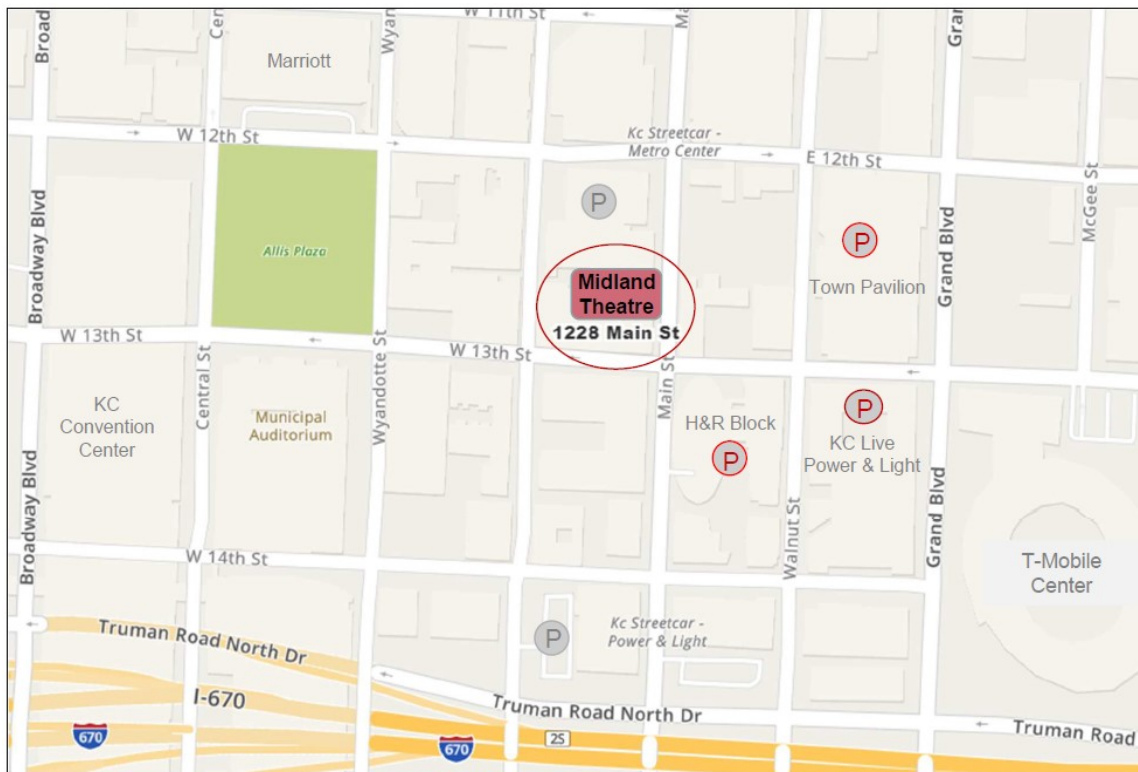 W 11th St
Broad
Cen
Wyan
Ma
Gran
Marriott
W 12th St
Kc Streetcar -
Metro Center
E 12th St
McGee St
P
P
Broadway Blvd
Allis Plaza
Midland
Theatre
1228 Main St
Town Pavilion
Grand Blvd
W 13th St
W 13th St
Central St
Wyandotte St
Main St
KC
Convention
Center
Municipal
Auditorium
H&R Block
P
P
KC Live
Power & Light
Broadway Blvd
Walnut St
Grand Blvd
W 14th St
T-Mobile
Center
Truman Road North Dr
P
Kc Streetcar -
Power & Light
I-670
Truman Road North Dr
Truman Road
670
670
2S